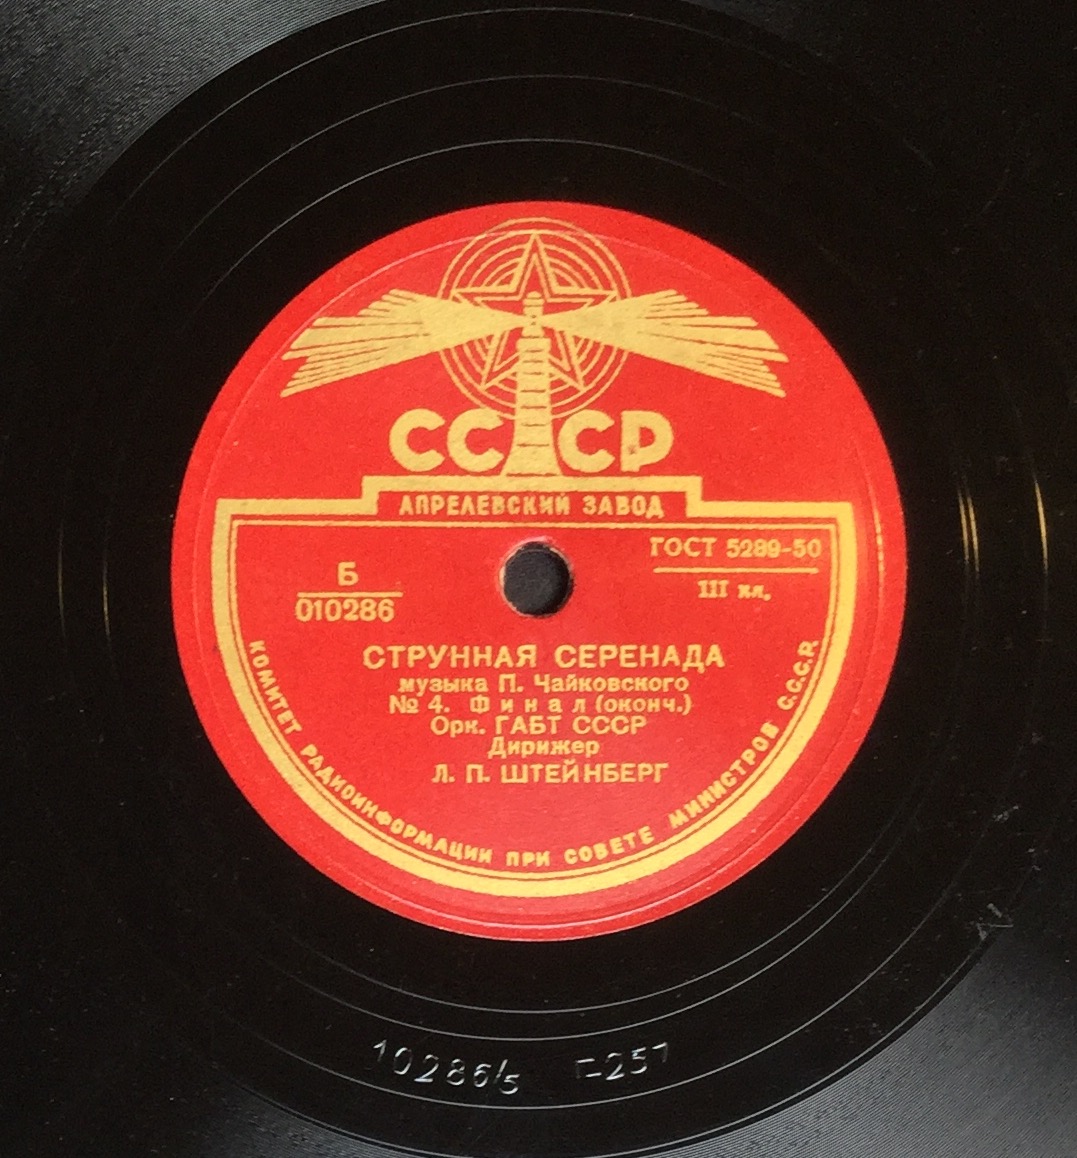 СССР
АПРЕЛЕВСКИЙ ЗАВОД
ГОСТ 5289-50
III кл.
Б
010286
СТРУННАЯ СЕРЕНАДА
музыка П. Чайковского
№ 4. Финал (оконч.)
Орк. ГАБТ СССР
Дирижер
Л. П. ШТЕЙНБЕРГ
КОМИТЕТ РАДИОИНФОРМАЦИИ ПРИ СОВЕТЕ МИНИСТРОВ С.С.С.Р.
10286/5 Г-257